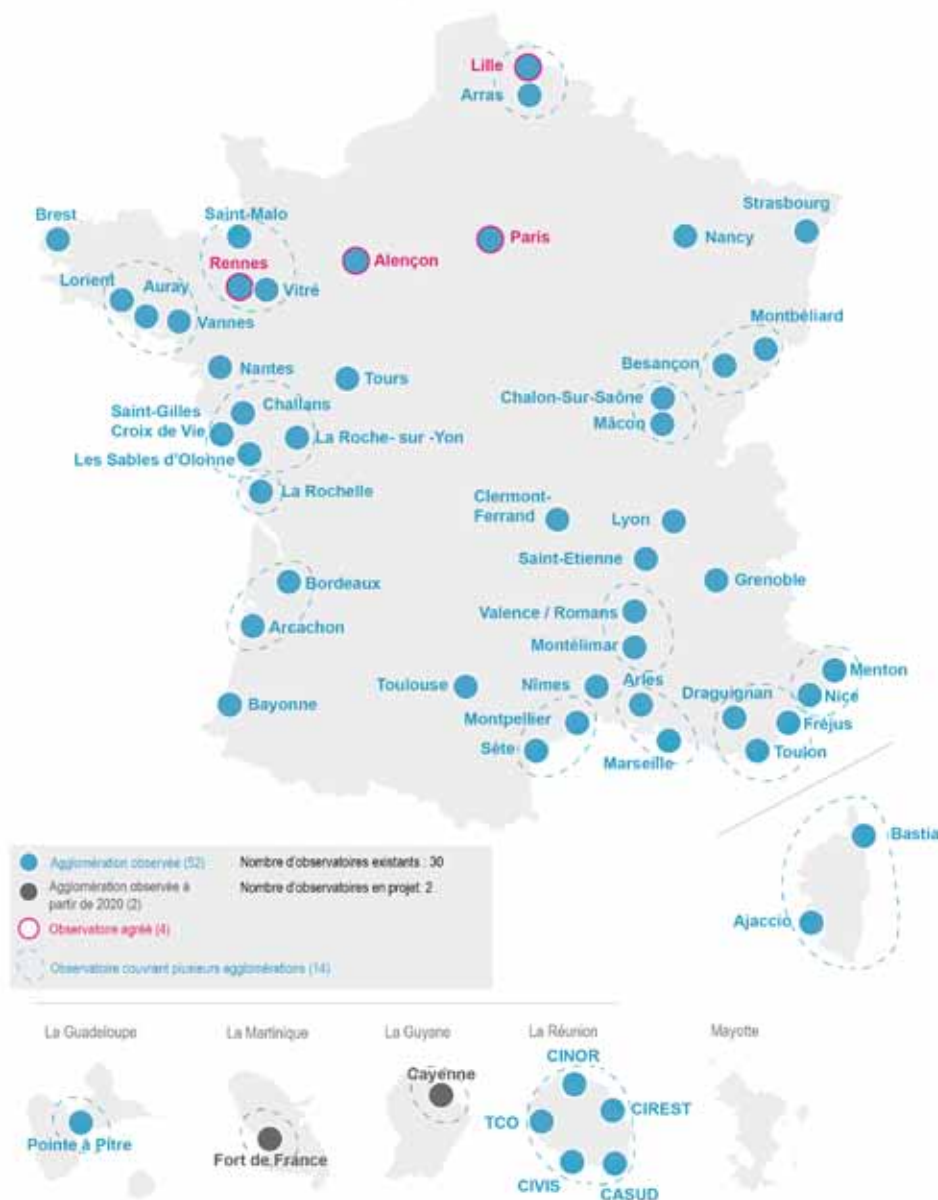 Lille
Arras
Brest
Saint-Malo
Strasbourg
Paris
Nancy
Alençon
Rennes
Vitré
Lorient
Auray
Vannes
Montbéliard
Besançon
Nantes
Tours
Chalon-Sur-Saône
Mâcon
Challans
Saint-Gilles
Croix de Vie
La Roche- sur -Yon
Les Sables d'Olonne
La Rochelle
Clermont-
Ferrand
Lyon
Saint-Etienne
Grenoble
Bordeaux
Valence / Romans
Arcachon
Montélimar
Menton
Toulouse
Nîmes
Arles
Draguignan
Nice
Bayonne
Montpellier
Fréjus
Sète
Toulon
Marseille
Bastia
Ajaccio
Agglomération observée (52)
Nombre d'observatoires existants : 30
Agglomération observée à
partir de 2020 (2)
Nombre d'observatoires en projet: 2
Observatoire agréé (4)
Observatoire couvrant plusieurs agglomérations (14)
La Guadeloupe
La Martinique
La Guyane
La Réunion
Mayotte
Pointe à Pitre
Fort de France
Cayenne
CINOR
CIREST
TCO
CIVIS
CASUD